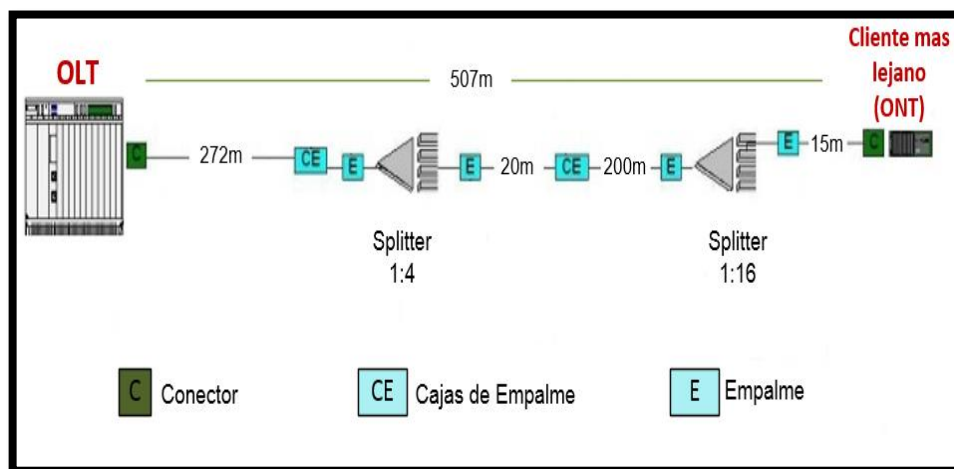 OLT
507m
Cliente mas
lejano
(ONT)
C
272m
CE
E
E
20m
CE
200m
E
E
15m
C
Splitter
1:4
Splitter
1:16
C Conector
CE Cajas de Empalme
E Empalme